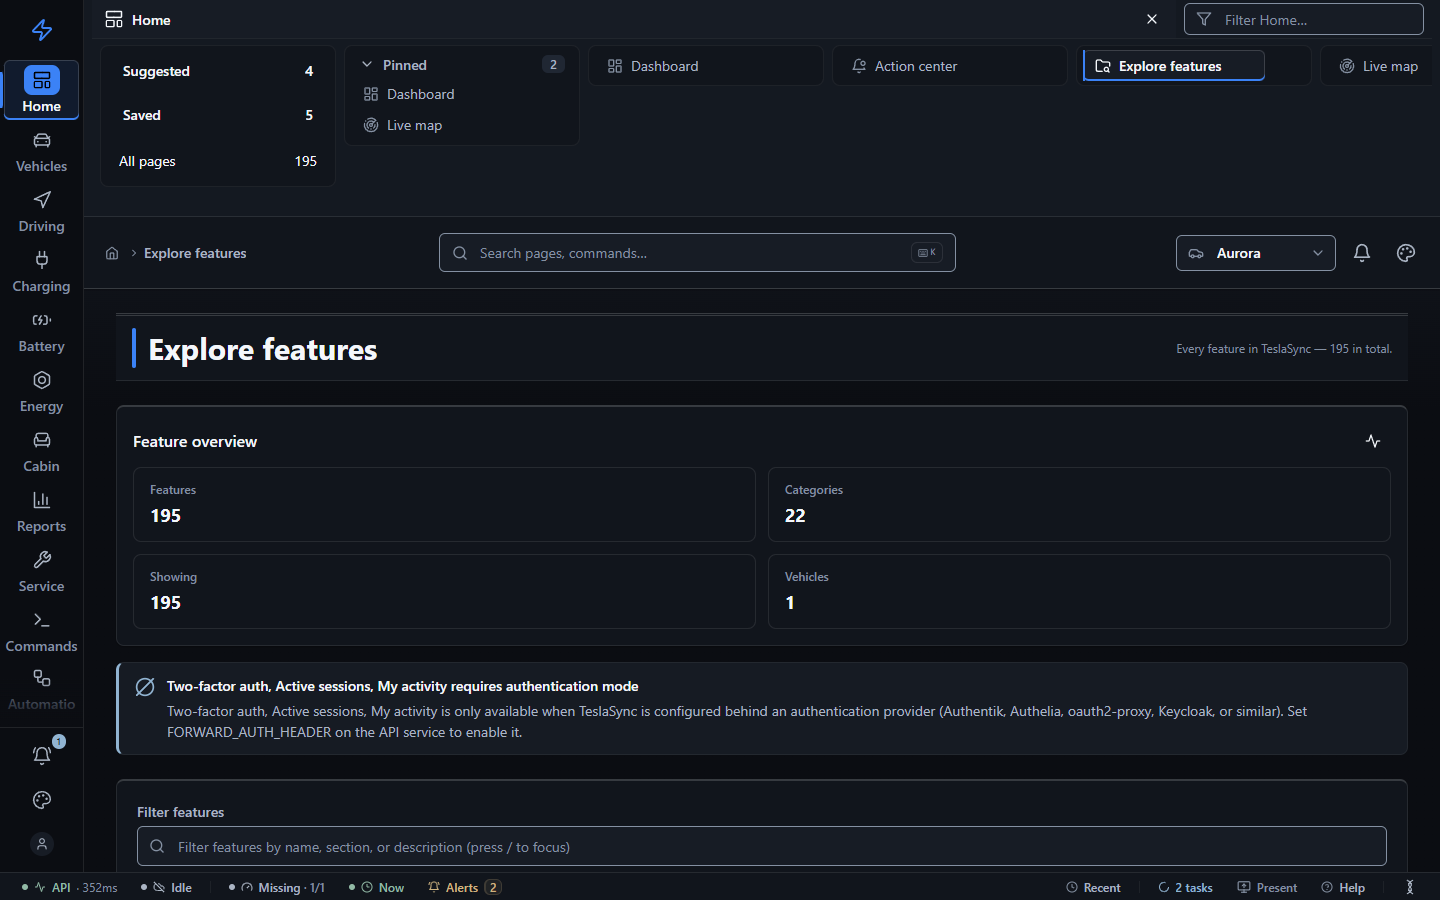 Home
Filter Home...
Home
Vehicles
Driving
Charging
Battery
Energy
Cabin
Reports
Service
Commands
Automatio
1
Suggested 4
Saved 5
All pages 195
Pinned 2
Dashboard
Live map
Dashboard
Action center
Explore features
Live map
Explore features
Search pages, commands...
K
Aurora
Explore features
Every feature in TeslaSync — 195 in total.
Feature overview
Features
195
Categories
22
Showing
195
Vehicles
1
Two-factor auth, Active sessions, My activity requires authentication mode
Two-factor auth, Active sessions, My activity is only available when TeslaSync is configured behind an authentication provider (Authentik, Authelia, oauth2-proxy, Keycloak, or similar). Set
FORWARD_AUTH_HEADER on the API service to enable it.
Filter features
Filter features by name, section, or description (press / to focus)
API · 352ms
Idle
Missing · 1/1
Now
Alerts 2
Recent
2 tasks
Present
Help